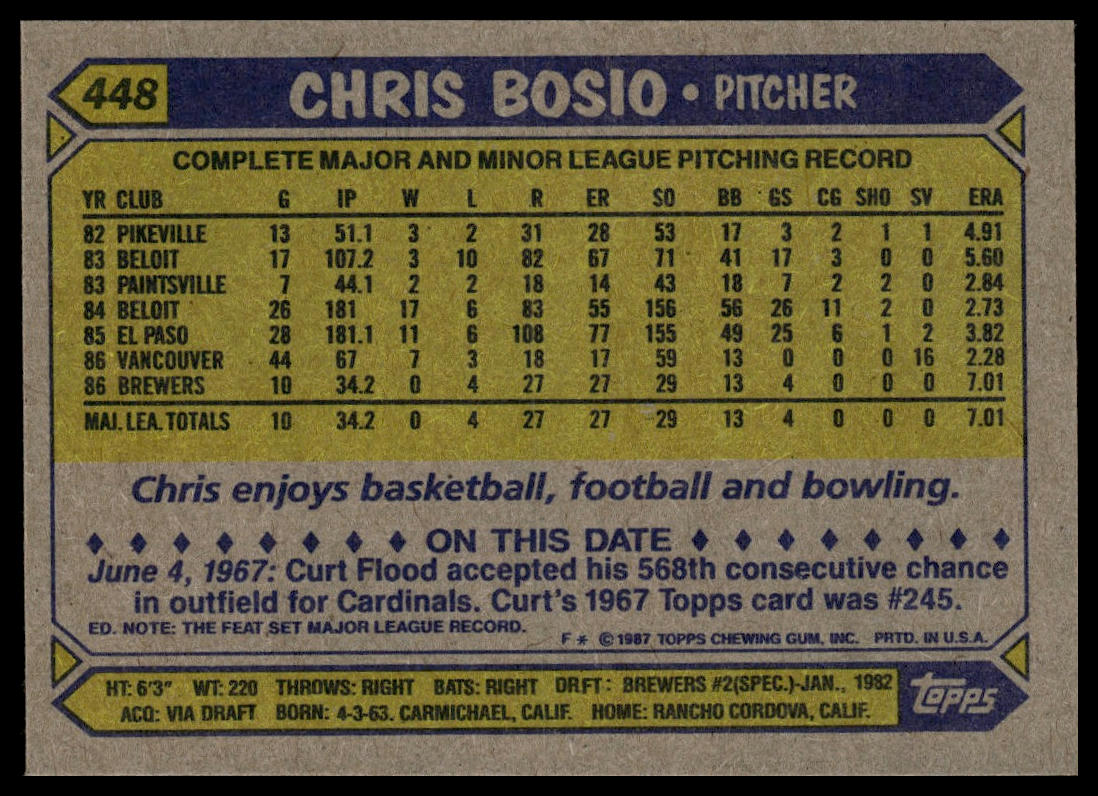 448 CHRIS BOSIO • PITCHER
COMPLETE MAJOR AND MINOR LEAGUE PITCHING RECORD
YR CLUB G IP W L R ER SO BB GS CG SHO SV ERA
82 PIKEVILLE 13 51.1 3 2 31 28 53 17 3 2 1 1 4.91
83 BELOIT 17 107.2 3 10 82 67 71 41 17 3 0 0 5.60
83 PAINTSVILLE 7 44.1 2 2 18 14 43 18 7 2 2 0 2.84
84 BELOIT 26 181 17 6 83 55 156 56 26 11 2 0 2.73
85 EL PASO 28 181.1 11 6 108 77 155 49 25 6 1 2 3.82
86 VANCOUVER 44 67 7 3 18 17 59 13 0 0 0 16 2.28
86 BREWERS 10 34.2 0 4 27 27 29 13 4 0 0 0 7.01
MAJ. LEA. TOTALS 10 34.2 0 4 27 27 29 13 4 0 0 0 7.01
Chris enjoys basketball, football and bowling.
ON THIS DATE
June 4, 1967: Curt Flood accepted his 568th consecutive chance
in outfield for Cardinals. Curt's 1967 Topps card was #245.
ED. NOTE: THE FEAT SET MAJOR LEAGUE RECORD.
F * © 1987 TOPPS CHEWING GUM, INC. PRTD. IN U.S.A.
HT: 6'3" WT: 220 THROWS: RIGHT BATS: RIGHT DRFT: BREWERS #2(SPEC.)-JAN., 1982
ACQ: VIA DRAFT BORN: 4-3-63. CARMICHAEL, CALIF. HOME: RANCHO CORDOVA, CALIF.
topps